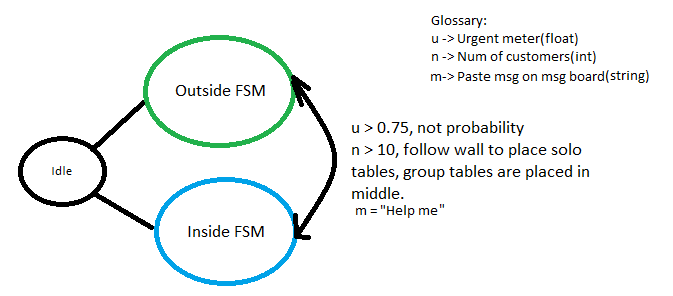 Glossary:
u -> Urgent meter(float)
n -> Num of customers(int)
m-> Paste msg on msg board(string)
Outside FSM
Idle
Inside FSM
u > 0.75, not probability
n > 10, follow wall to place solo
tables, group tables are placed in
middle.
m = "Help me"